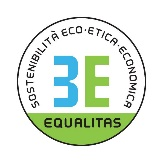 SOSTENIBILITÀ ECO·ETICA·ECONOMICA
3E
EQUALITAS